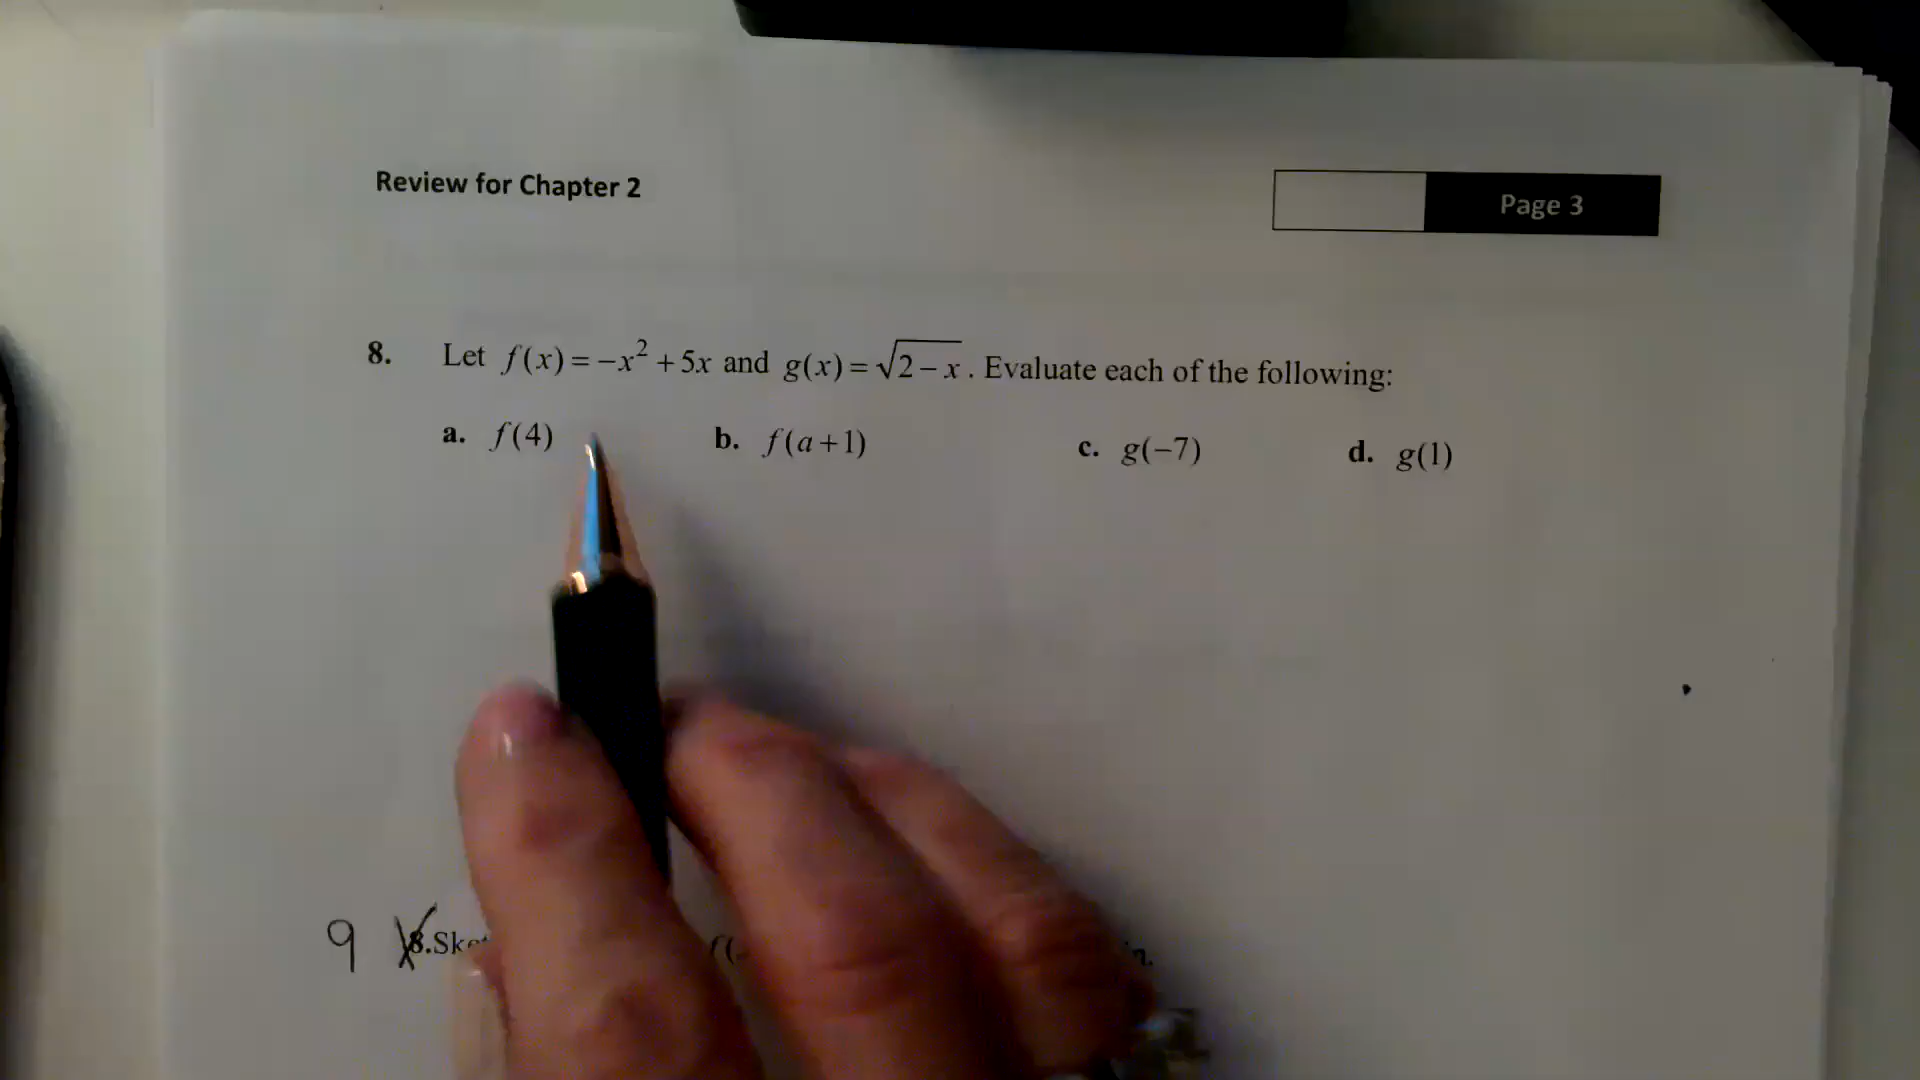 Review for Chapter 2
Page 3
8. Let f(x) = −x² + 5x and g(x) = √(2 − x). Evaluate each of the following:
a. f(4) b. f(a+1) c. g(−7) d. g(1)
9 8.